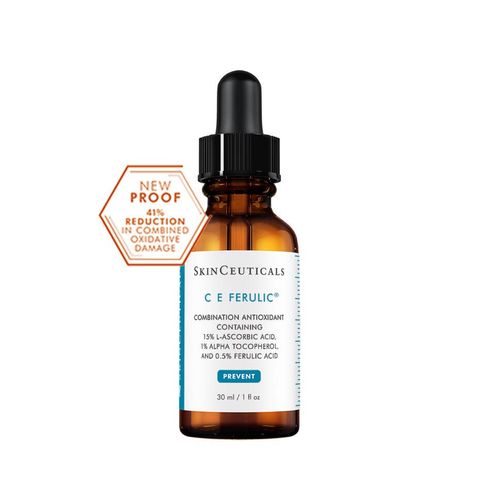 NEW
PROOF
41%
REDUCTION
IN COMBINED
OXIDATIVE
DAMAGE
SKINCEUTICALS
C E FERULIC®
COMBINATION ANTIOXIDANT
CONTAINING
15% L-ASCORBIC ACID,
1% ALPHA TOCOPHEROL,
AND 0.5% FERULIC ACID
PREVENT
30 ml / 1 fl oz